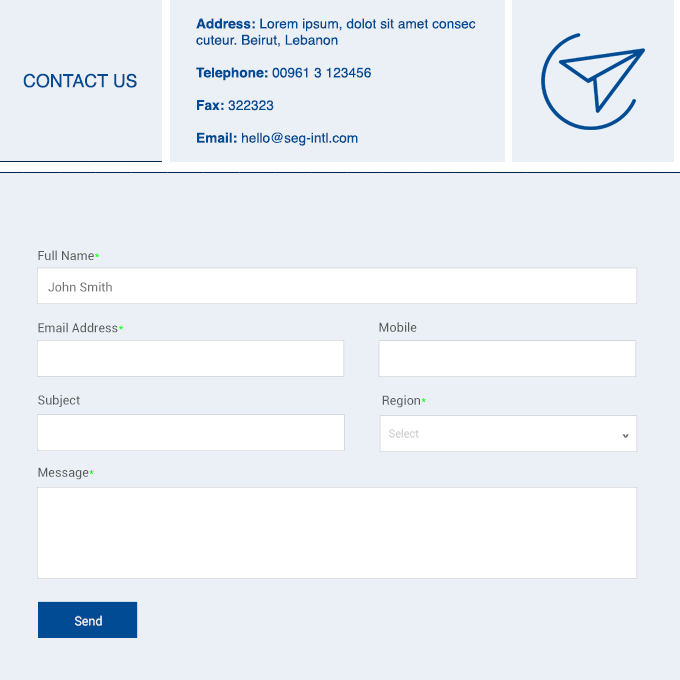 CONTACT US
Address: Lorem ipsum, dolot sit amet consec
cuteur. Beirut, Lebanon
Telephone: 00961 3 123456
Fax: 322323
Email: hello@seg-intl.com
Full Name*
John Smith
Email Address*
Mobile
Subject
Region*
Select
Message*
Send